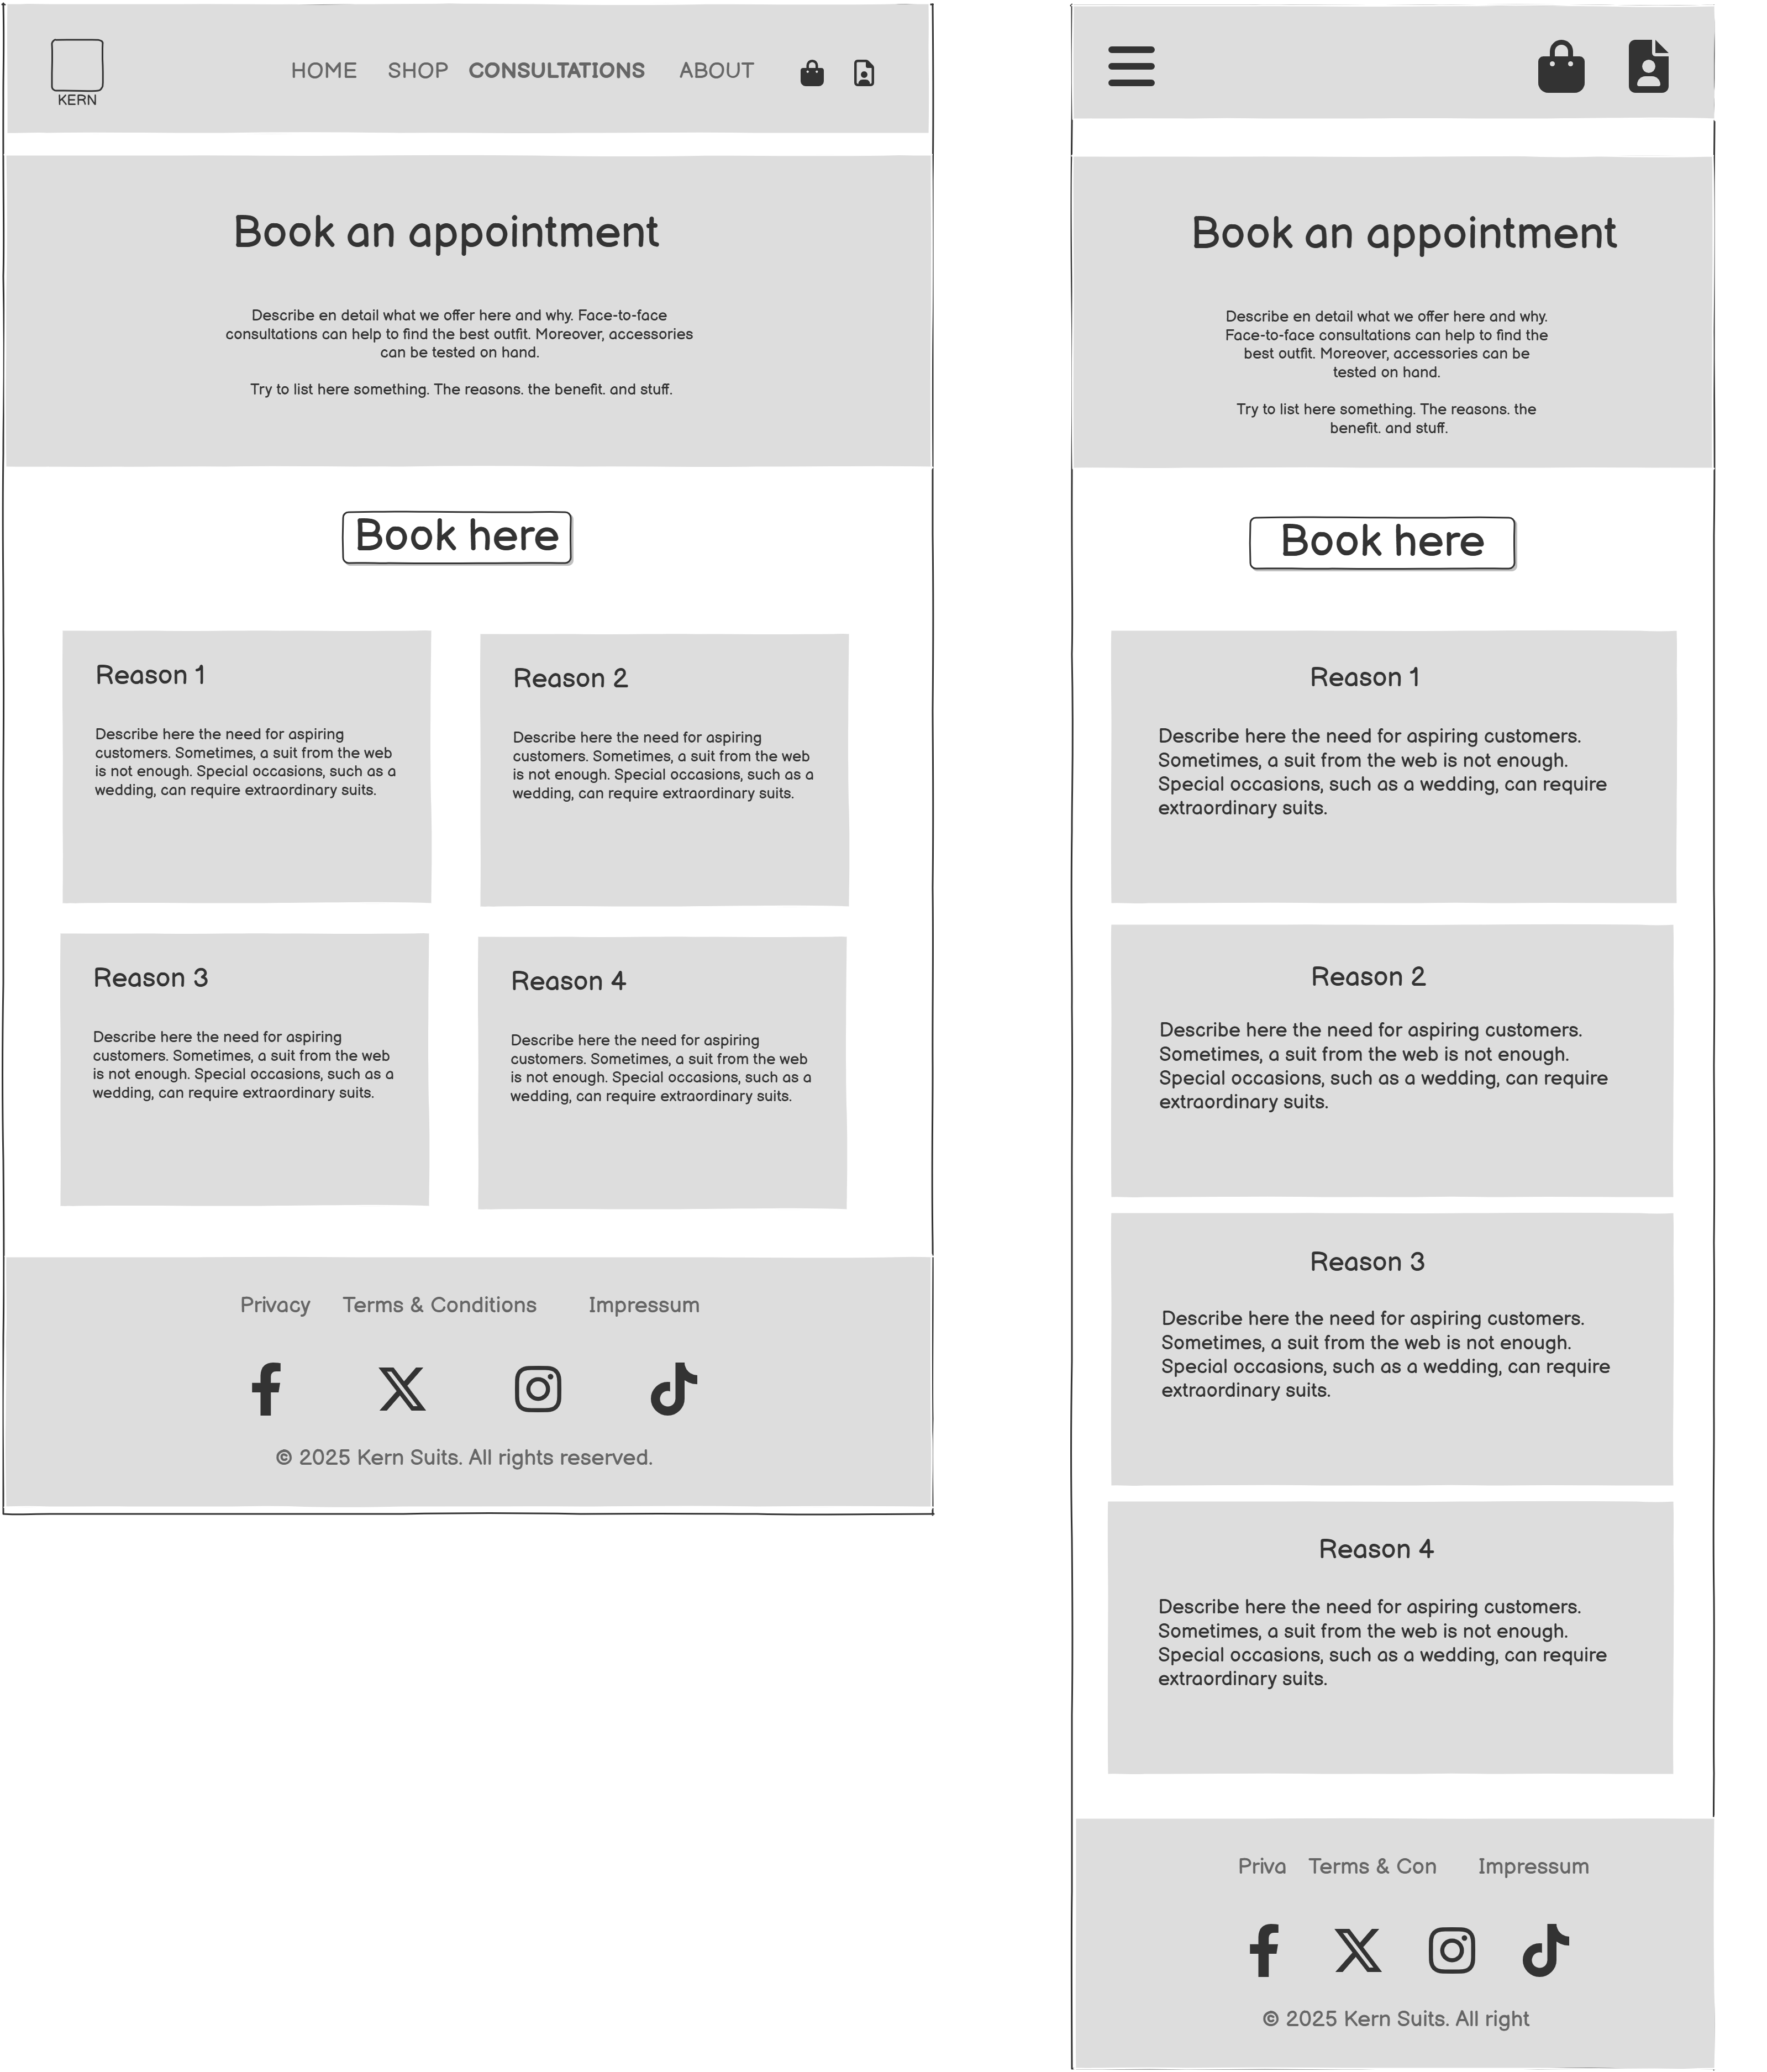 KERN
HOME SHOP CONSULTATIONS ABOUT
Book an appointment
Describe en detail what we offer here and why. Face-to-face
consultations can help to find the best outfit. Moreover, accessories
can be tested on hand.
Try to list here something. The reasons. the benefit. and stuff.
Book here
Reason 1
Describe here the need for aspiring
customers. Sometimes, a suit from the web
is not enough. Special occasions, such as a
wedding, can require extraordinary suits.
Reason 2
Describe here the need for aspiring
customers. Sometimes, a suit from the web
is not enough. Special occasions, such as a
wedding, can require extraordinary suits.
Reason 3
Describe here the need for aspiring
customers. Sometimes, a suit from the web
is not enough. Special occasions, such as a
wedding, can require extraordinary suits.
Reason 4
Describe here the need for aspiring
customers. Sometimes, a suit from the web
is not enough. Special occasions, such as a
wedding, can require extraordinary suits.
Privacy Terms & Conditions Impressum
© 2025 Kern Suits. All rights reserved.
Book an appointment
Describe en detail what we offer here and why.
Face-to-face consultations can help to find the
best outfit. Moreover, accessories can be
tested on hand.
Try to list here something. The reasons. the
benefit. and stuff.
Book here
Reason 1
Describe here the need for aspiring customers.
Sometimes, a suit from the web is not enough.
Special occasions, such as a wedding, can require
extraordinary suits.
Reason 2
Describe here the need for aspiring customers.
Sometimes, a suit from the web is not enough.
Special occasions, such as a wedding, can require
extraordinary suits.
Reason 3
Describe here the need for aspiring customers.
Sometimes, a suit from the web is not enough.
Special occasions, such as a wedding, can require
extraordinary suits.
Reason 4
Describe here the need for aspiring customers.
Sometimes, a suit from the web is not enough.
Special occasions, such as a wedding, can require
extraordinary suits.
Priva Terms & Con Impressum
© 2025 Kern Suits. All right